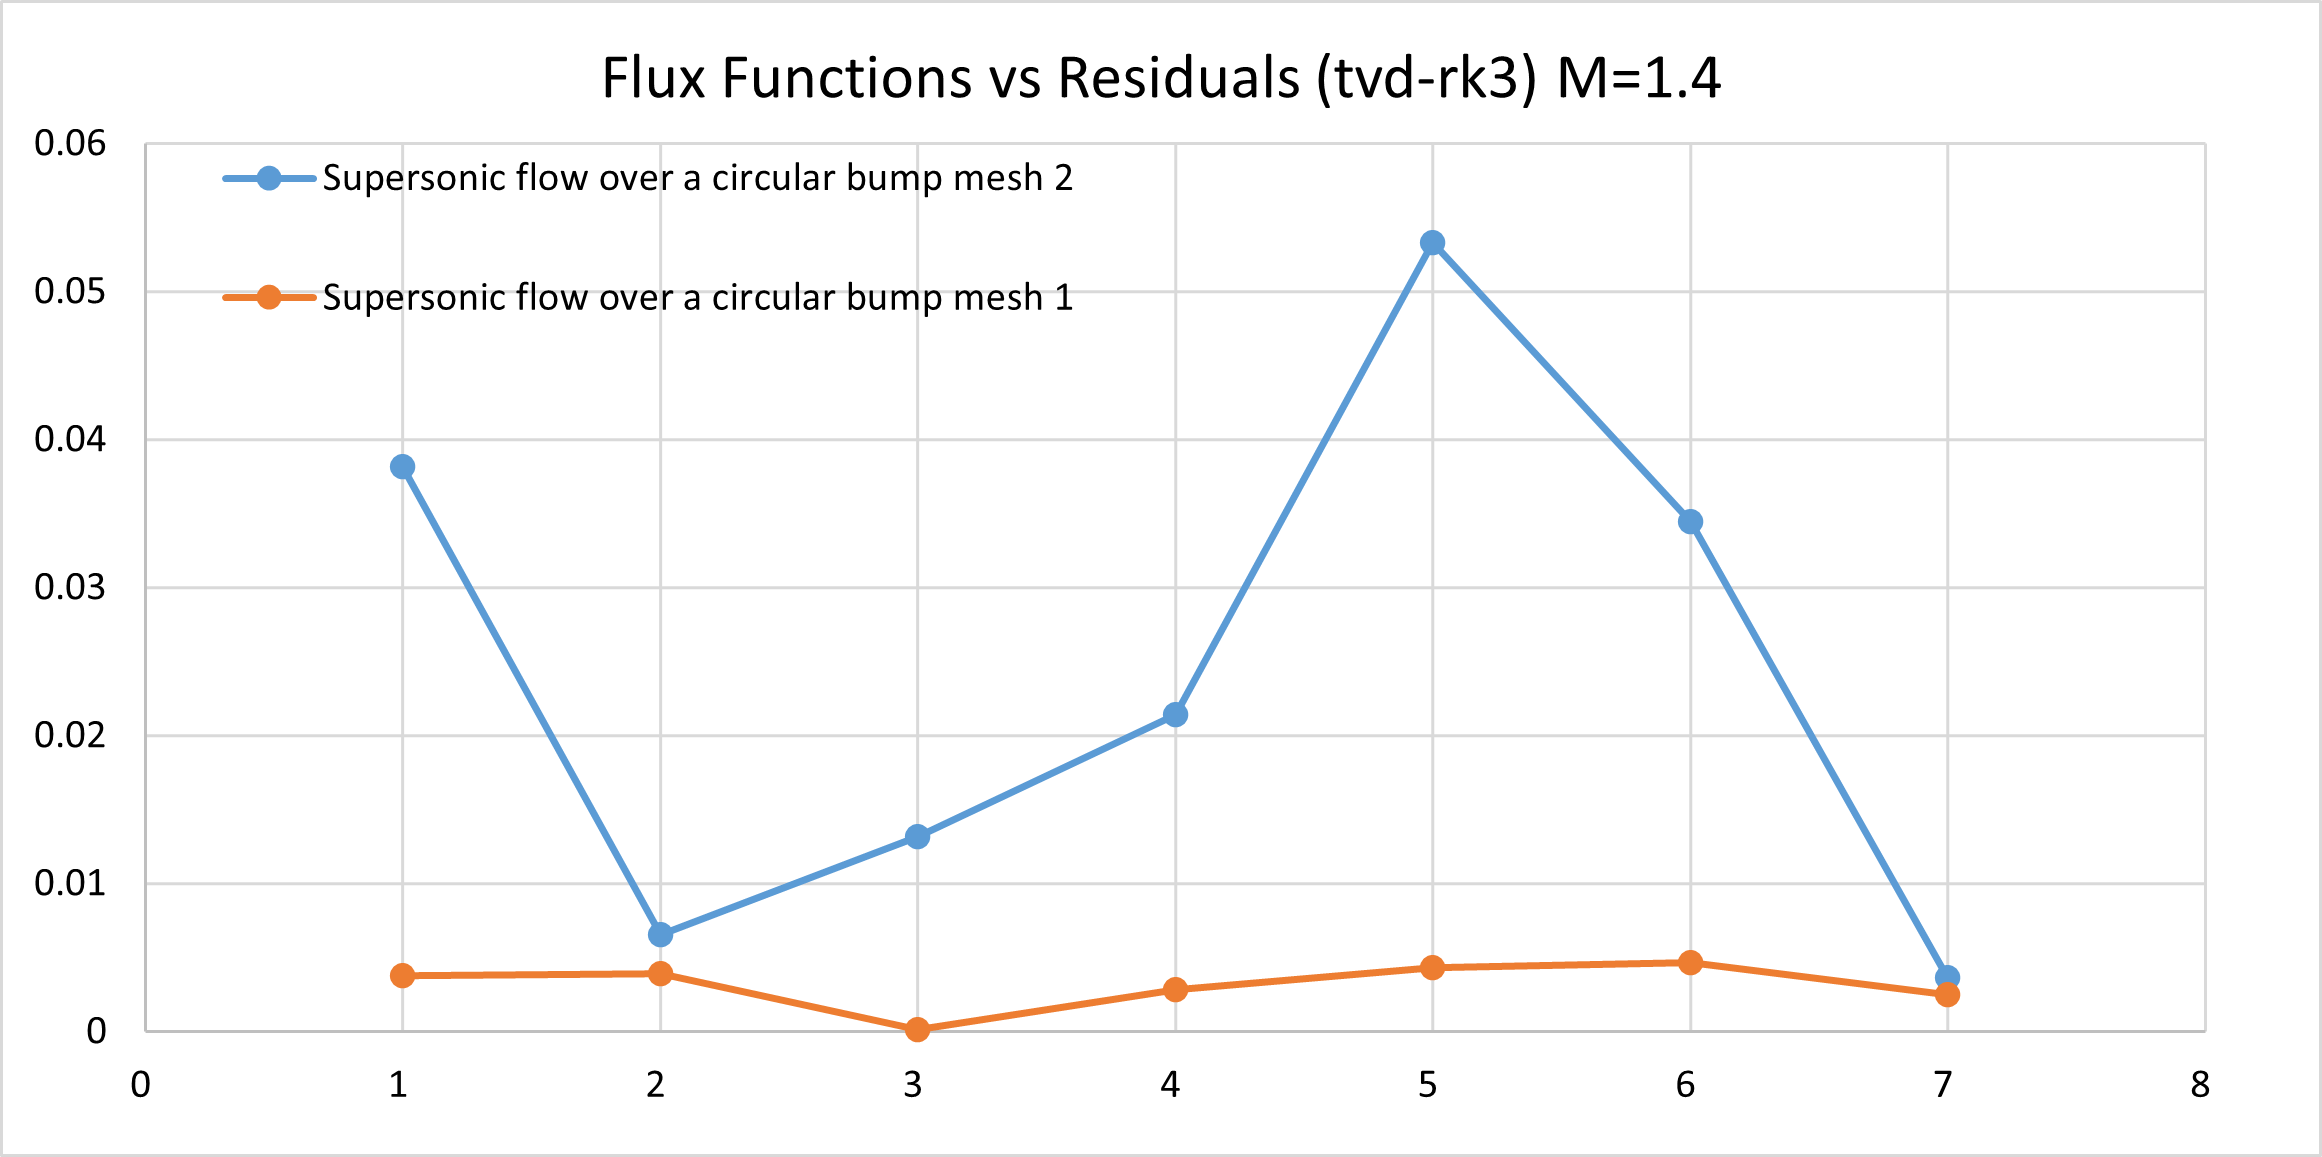 Flux Functions vs Residuals (tvd-rk3) M=1.4
0.06
Supersonic flow over a circular bump mesh 2
0.05
Supersonic flow over a circular bump mesh 1
0.04
0.03
0.02
0.01
0
0 1 2 3 4 5 6 7 8